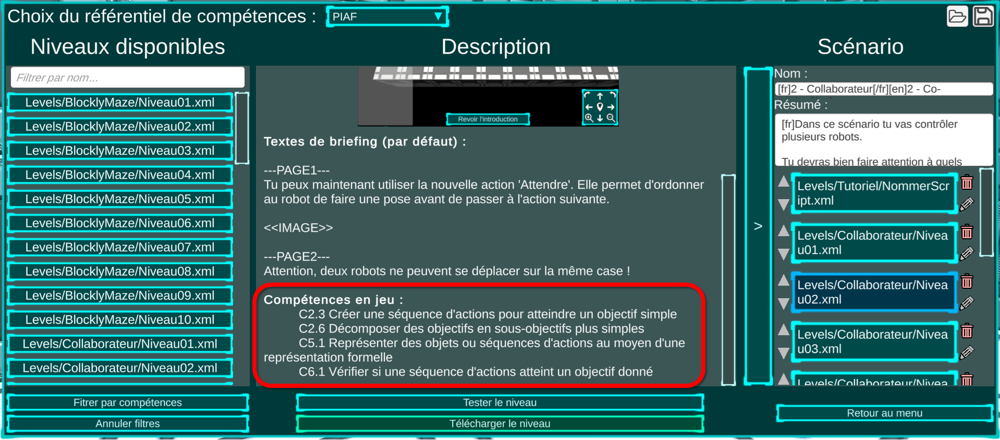 Choix du référentiel de compétences :
PIAF
Niveaux disponibles
Description
Scénario
Filtrer par nom...
Levels/BlocklyMaze/Niveau01.xml
Levels/BlocklyMaze/Niveau02.xml
Levels/BlocklyMaze/Niveau03.xml
Levels/BlocklyMaze/Niveau04.xml
Levels/BlocklyMaze/Niveau05.xml
Levels/BlocklyMaze/Niveau06.xml
Levels/BlocklyMaze/Niveau07.xml
Levels/BlocklyMaze/Niveau08.xml
Levels/BlocklyMaze/Niveau09.xml
Levels/BlocklyMaze/Niveau10.xml
Levels/Collaborateur/Niveau01.xml
Levels/Collaborateur/Niveau02.xml
Fitrer par compétences
Annuler filtres
Revoir l'introduction
Textes de briefing (par défaut) :
---PAGE1---
Tu peux maintenant utiliser la nouvelle action 'Attendre'. Elle permet d'ordonner
au robot de faire une pose avant de passer à l'action suivante.
<<IMAGE>>
---PAGE2---
Attention, deux robots ne peuvent se déplacer sur la même case !
Compétences en jeu :
C2.3 Créer une séquence d'actions pour atteindre un objectif simple
C2.6 Décomposer des objectifs en sous-objectifs plus simples
C5.1 Représenter des objets ou séquences d'actions au moyen d'une
représentation formelle
C6.1 Vérifier si une séquence d'actions atteint un objectif donné
Tester le niveau
Télécharger le niveau
>
Nom :
[fr]2 - Collaborateur[/fr][en]2 - Co-
Résumé :
[fr]Dans ce scénario tu vas contrôler
plusieurs robots.
Tu devras bien faire attention à quels
Levels/Tutoriel/NommerScr
ipt.xml
Levels/Collaborateur/Nivea
u01.xml
Levels/Collaborateur/Nivea
u02.xml
Levels/Collaborateur/Nivea
u03.xml
Levels/Collaborateur/Nivea
Retour au menu